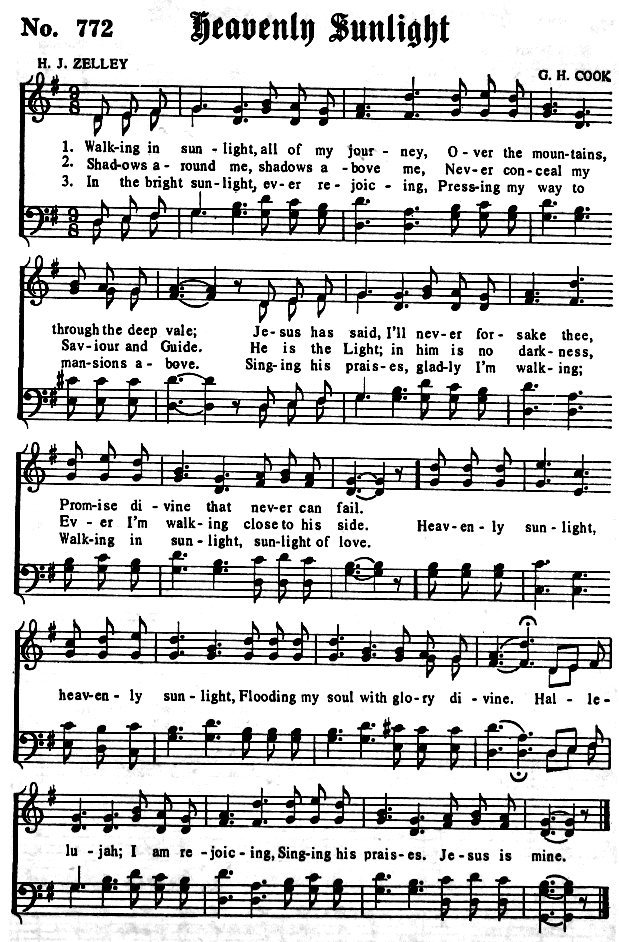 No. 772 Heavenly Sunlight
H. J. ZELLEY
G. H. COOK
1. Walk-ing in sun - light, all of my jour - ney, O - ver the moun-tains,
2. Shad-ows a - round me, shadows a - bove me, Nev-er con-ceal my
3. In the bright sun-light, ev-er re - joic - ing, Press-ing my way to
through the deep vale; Je-sus has said, I'll nev-er for- sake thee,
Sav-iour and Guide. He is the Light; in him is no dark-ness,
man-sions a- bove. Sing-ing his prais-es, glad-ly I'm walk-ing;
Prom-ise di - vine that nev-er can fail.
Ev - er I'm walk-ing close to his side. Heav-en-ly sun-light,
Walk-ing in sun-light, sun-light of love.
heav-en - ly sun-light, Flooding my soul with glo-ry di - vine. Hal - le-
lu - jah; I am re-joic-ing, Sing-ing his prais-es. Je-sus is mine.